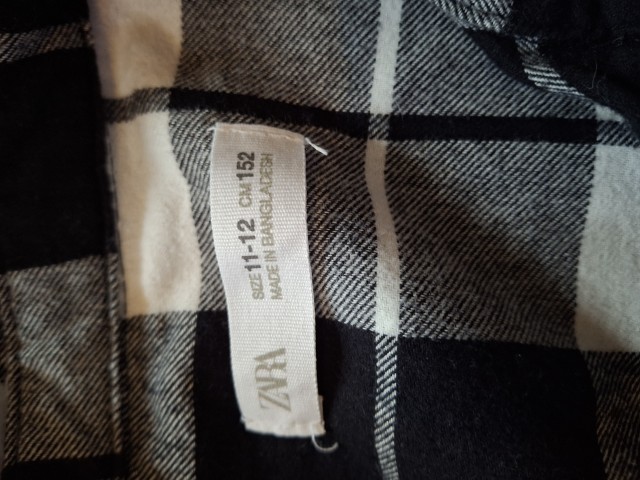 ZARA
SIZE 11-12 CM 152
MADE IN BANGLADESH